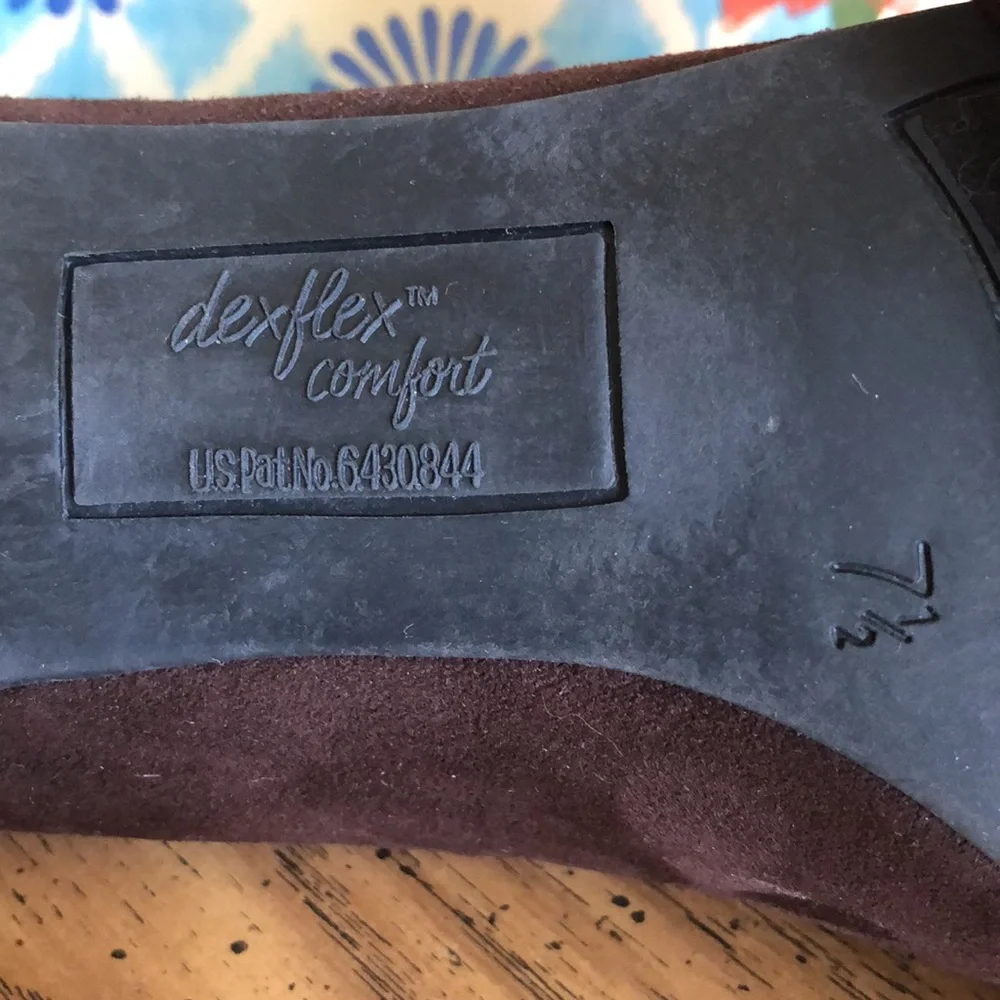 dexflex™
comfort
U.S.Pat.No.6430844
7 1/2